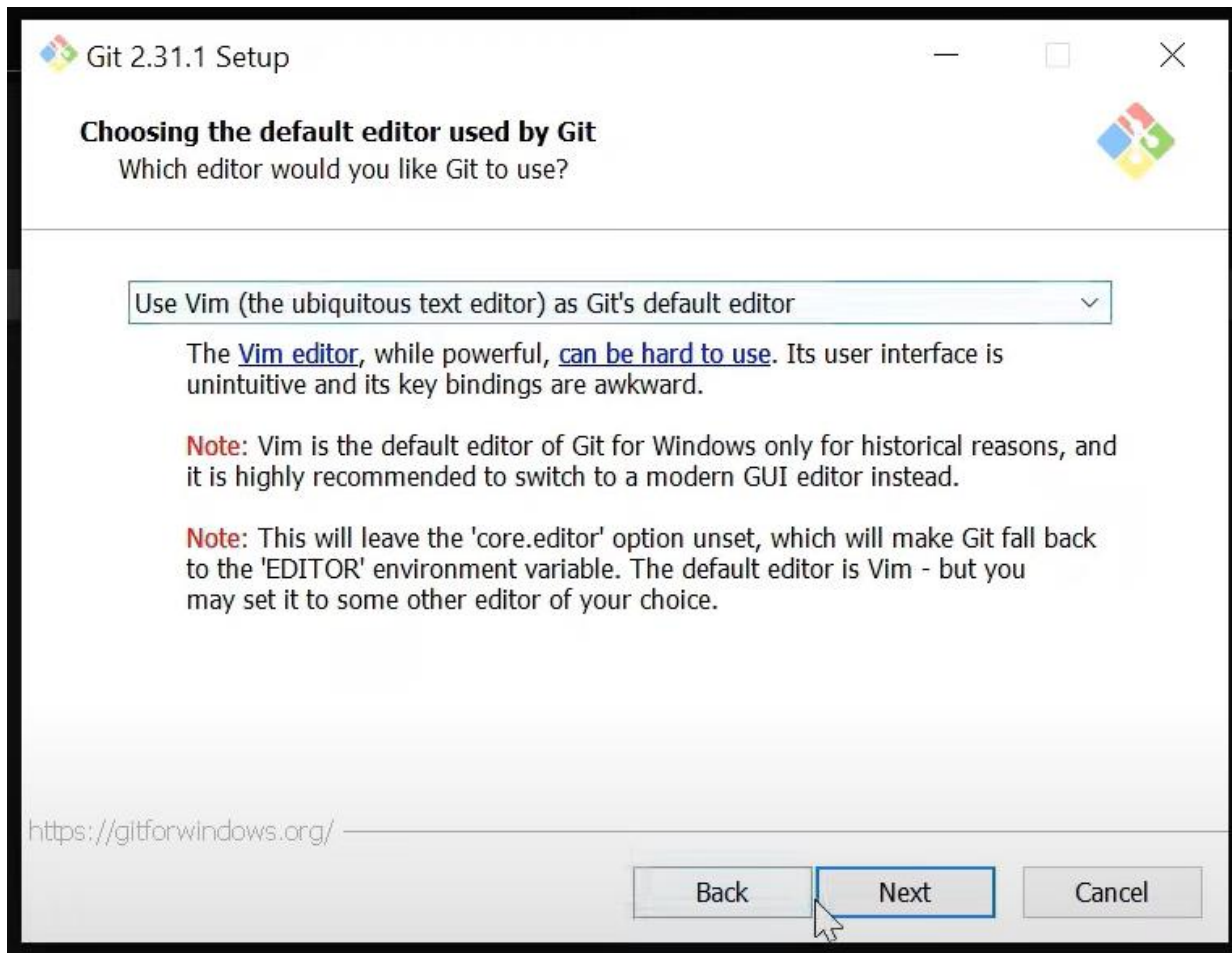 Git 2.31.1 Setup
Choosing the default editor used by Git
Which editor would you like Git to use?
Use Vim (the ubiquitous text editor) as Git's default editor
The Vim editor, while powerful, can be hard to use. Its user interface is
unintuitive and its key bindings are awkward.
Note: Vim is the default editor of Git for Windows only for historical reasons, and
it is highly recommended to switch to a modern GUI editor instead.
Note: This will leave the 'core.editor' option unset, which will make Git fall back
to the 'EDITOR' environment variable. The default editor is Vim - but you
may set it to some other editor of your choice.
https://gitforwindows.org/
Back Next Cancel